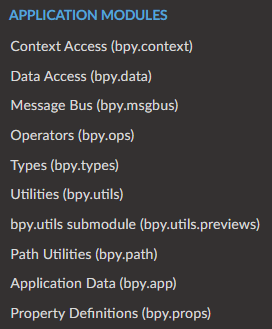 APPLICATION MODULES
Context Access (bpy.context)
Data Access (bpy.data)
Message Bus (bpy.msgbus)
Operators (bpy.ops)
Types (bpy.types)
Utilities (bpy.utils)
bpy.utils submodule (bpy.utils.previews)
Path Utilities (bpy.path)
Application Data (bpy.app)
Property Definitions (bpy.props)